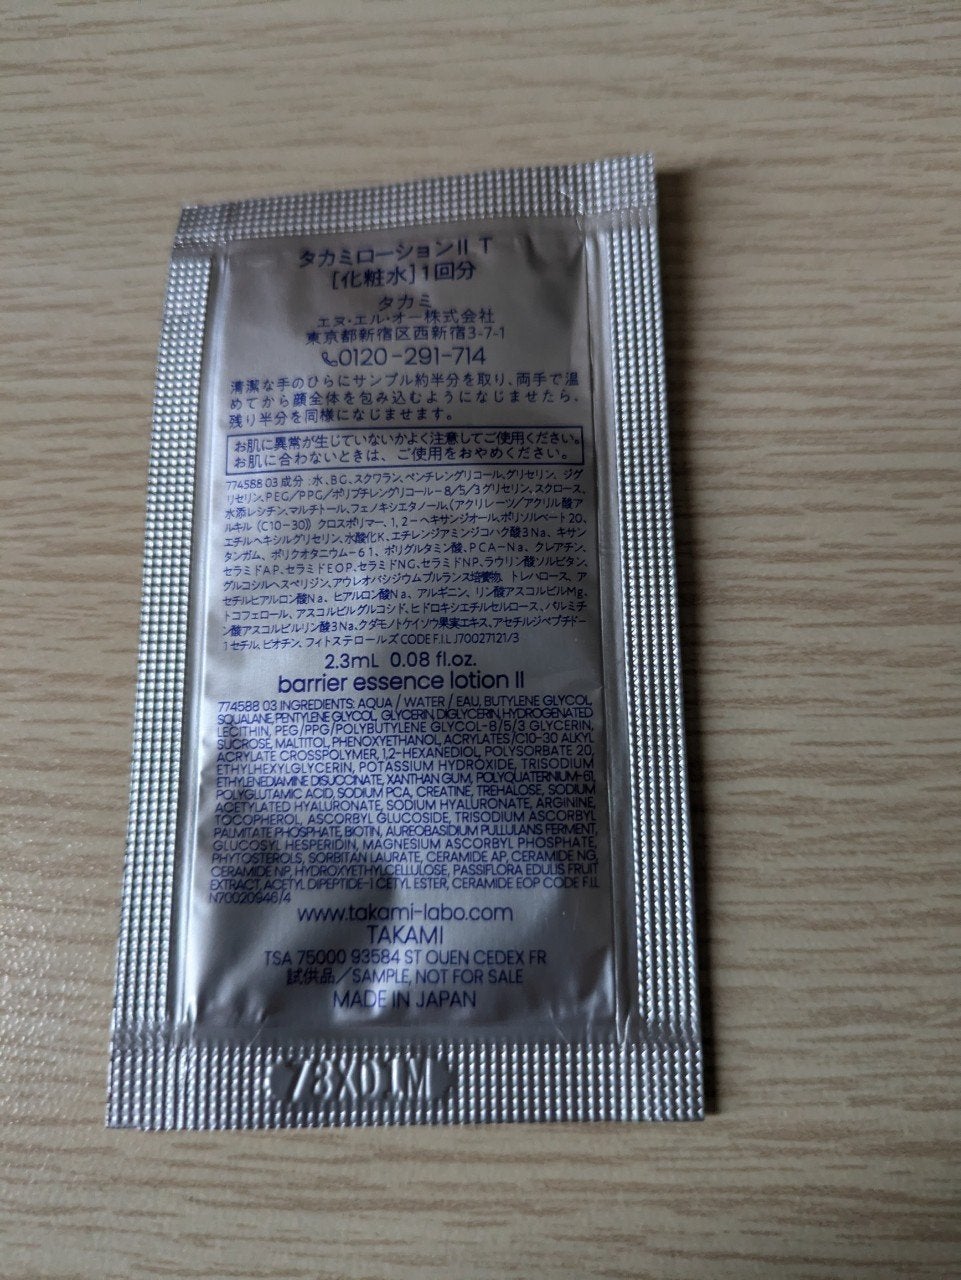 タカミローションII T
[化粧水]1回分
タカミ
エヌ・エル・オー株式会社
東京都新宿区西新宿3-7-1
0120-291-714
清潔な手のひらにサンプル約半分を取り、両手で温
めてから顔全体を包み込むようになじませたら、
残り半分を同様になじませます。
お肌に異常が生じていないかよく注意してご使用ください。
お肌に合わないときは、ご使用をおやめください。
774588 03 成分:水、BG、スクワラン、ペンチレングリコール、グリセリン、ジグ
リセリン、PEG/PPG/ポリブチレングリコール-8/5/3グリセリン、スクロース、
水添レシチン、マルチトール、フェノキシエタノール、(アクリレーツ/アクリル酸ア
ルキル(C10-30))クロスポリマー、1,2-ヘキサンジオール、ポリソルベート20、
エチルヘキシルグリセリン、水酸化K、エチレンジアミンジコハク酸3Na、キサン
タンガム、ポリクオタニウム-61、ポリグルタミン酸、PCA-Na、クレアチン、
セラミドAP、セラミドEOP、セラミドNG、セラミドNP、ラウリン酸ソルビタン、
グルコシルヘスペリジン、アウレオバシジウムプルランス培養物、トレハロース、ア
セチルヒアルロン酸Na、ヒアルロン酸Na、アルギニン、リン酸アスコルビルMg、
トコフェロール、アスコルビルグルコシド、ヒドロキシエチルセルロース、パルミチ
ン酸アスコルビルリン酸3Na、クダモノトケイソウ果実エキス、アセチルジペプチド-
1セチル、ビオチン、フィトステロールズ CODE F.I.L J70027121/3
2.3mL 0.08 fl.oz.
barrier essence lotion II
774588 03 INGREDIENTS: AQUA / WATER / EAU, BUTYLENE GLYCOL,
SQUALANE, PENTYLENE GLYCOL, GLYCERIN, DIGLYCERIN, HYDROGENATED
LECITHIN, PEG/PPG/POLYBUTYLENE GLYCOL-8/5/3 GLYCERIN,
SUCROSE, MALTITOL, PHENOXYETHANOL, ACRYLATES/C10-30 ALKYL
ACRYLATE CROSSPOLYMER, 1,2-HEXANEDIOL, POLYSORBATE 20,
ETHYLHEXYLGLYCERIN, POTASSIUM HYDROXIDE, TRISODIUM
ETHYLENEDIAMINE DISUCCINATE, XANTHAN GUM, POLYQUATERNIUM-61,
POLYGLUTAMIC ACID, SODIUM PCA, CREATINE, TREHALOSE, SODIUM
ACETYLATED HYALURONATE, SODIUM HYALURONATE, ARGININE,
TOCOPHEROL, ASCORBYL GLUCOSIDE, TRISODIUM ASCORBYL
PALMITATE PHOSPHATE, BIOTIN, AUREOBASIDIUM PULLULANS FERMENT,
GLUCOSYL HESPERIDIN, MAGNESIUM ASCORBYL PHOSPHATE,
PHYTOSTEROLS, SORBITAN LAURATE, CERAMIDE AP, CERAMIDE NG,
CERAMIDE NP, HYDROXYETHYLCELLULOSE, PASSIFLORA EDULIS FRUIT
EXTRACT, ACETYL DIPEPTIDE-1 CETYL ESTER, CERAMIDE EOP CODE F.I.L
N70020946/4
www.takami-labo.com
TAKAMI
TSA 75000 93584 ST OUEN CEDEX FR
試供品/SAMPLE, NOT FOR SALE
MADE IN JAPAN
78XD1M